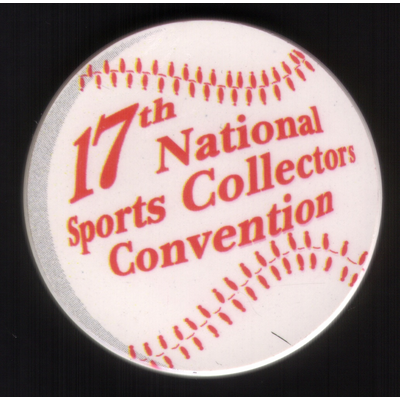 17th National
Sports Collectors
Convention